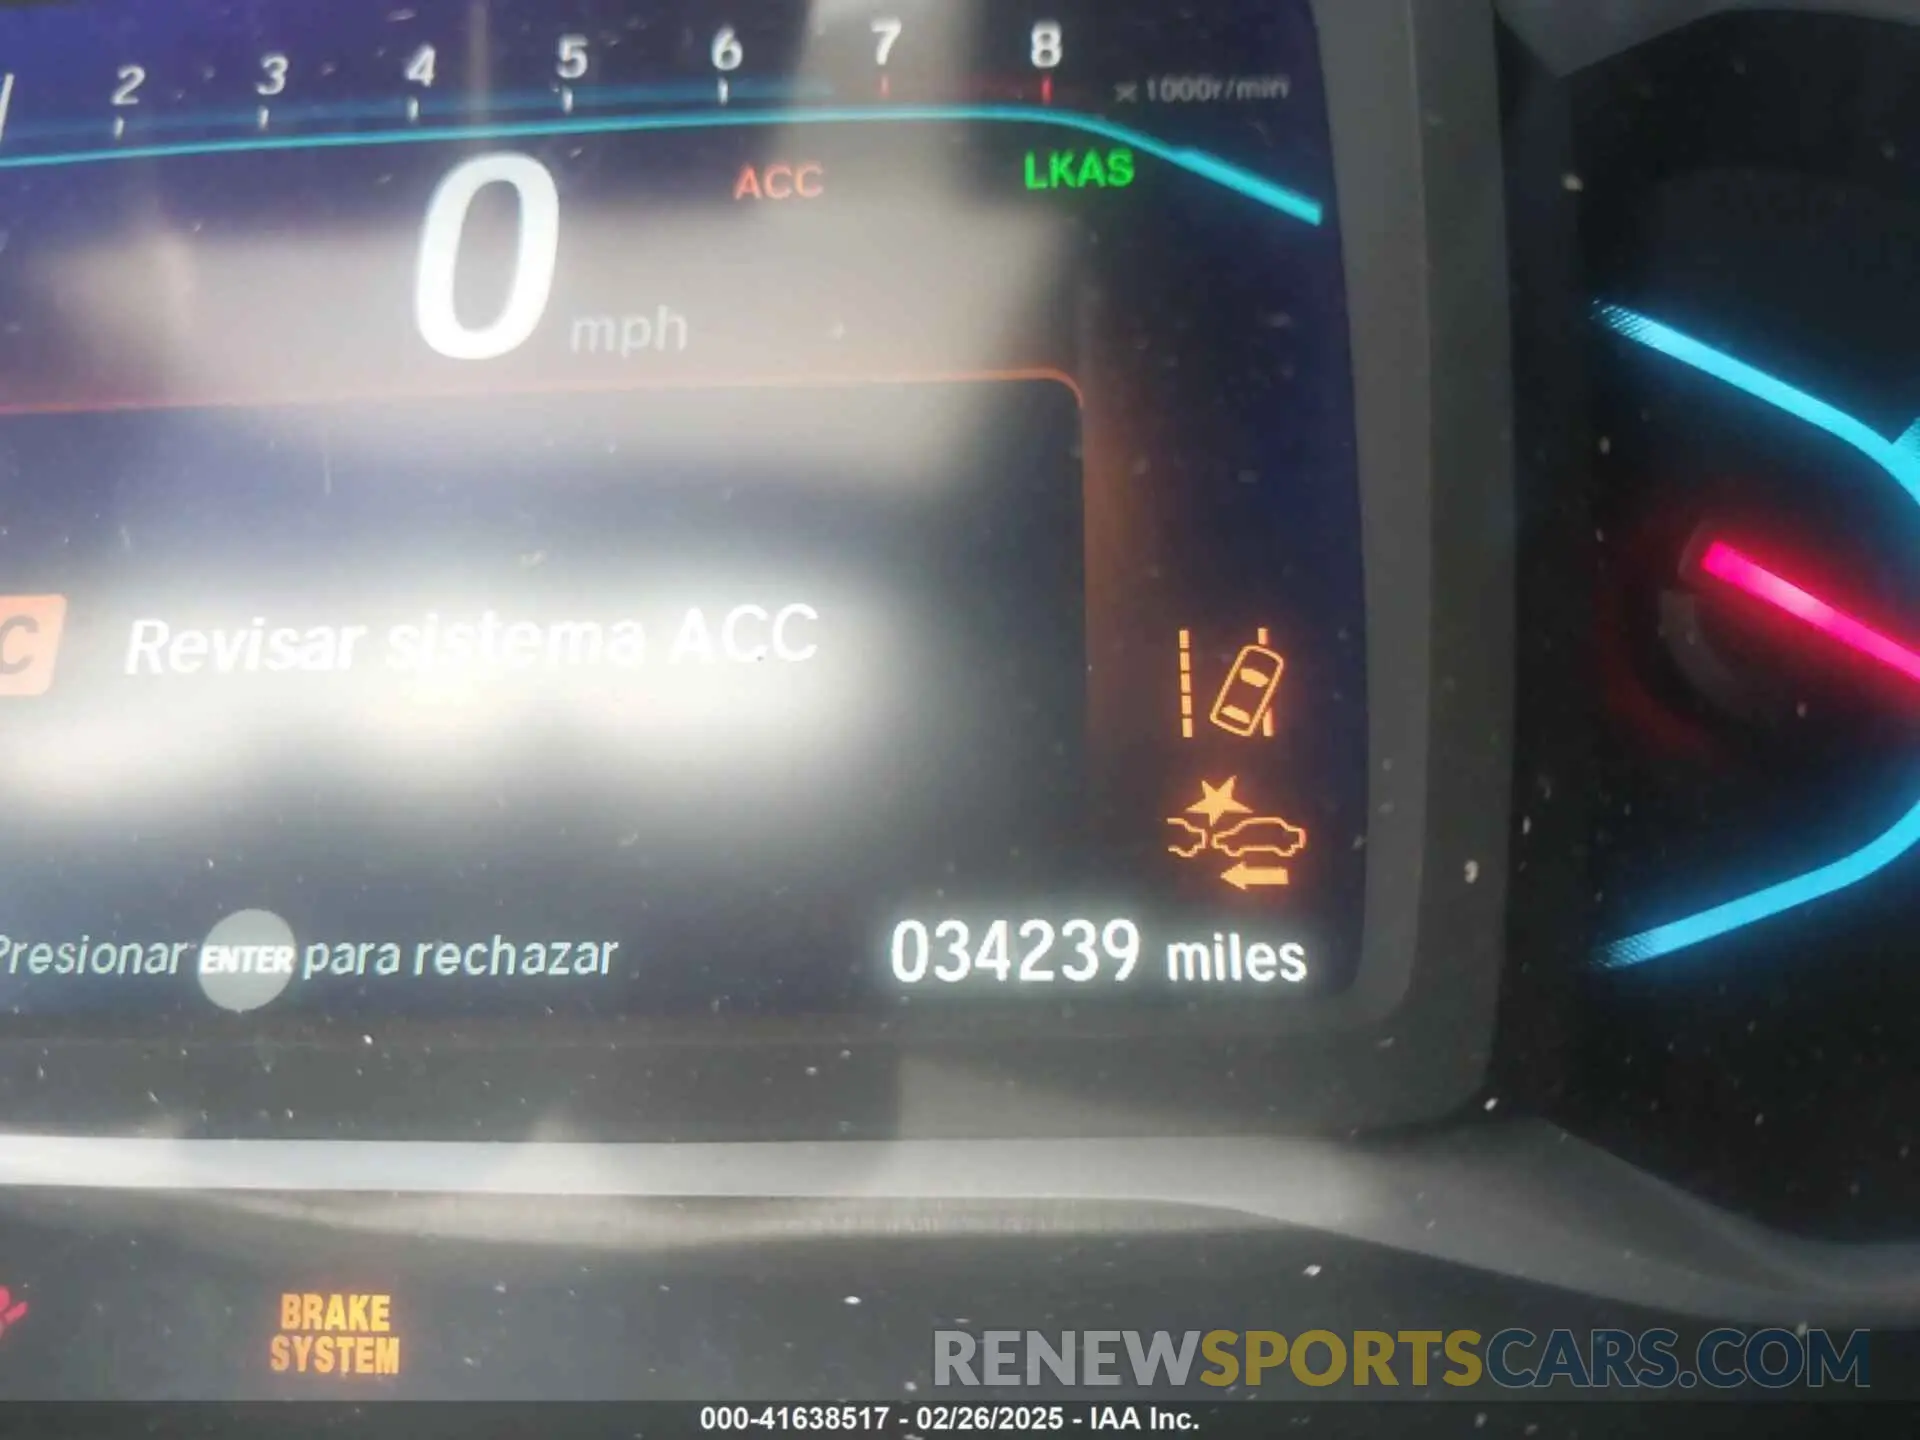 2 3 4 5 6 7 8
x 1000r/min
ACC LKAS
0 mph
C Revisar sistema ACC
Presionar ENTER para rechazar
034239 miles
BRAKE
SYSTEM
RENEWSPORTSCARS.COM
000-41638517 - 02/26/2025 - IAA Inc.